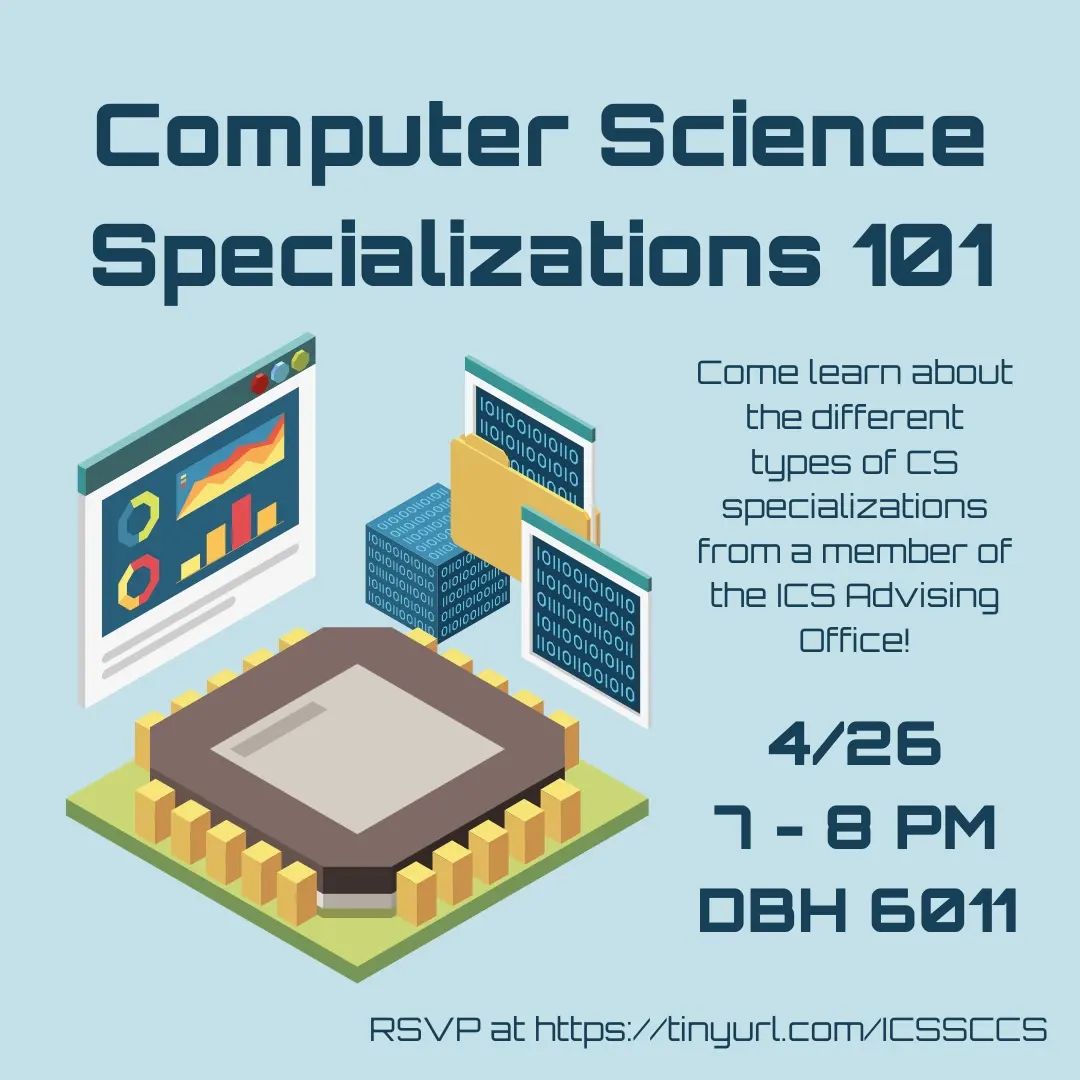 Computer Science
Specializations 101
Come learn about
the different
types of CS
specializations
from a member of
the ICS Advising
Office!
4/26
7 - 8 PM
DBH 6011
RSVP at https://tinyurl.com/ICSSCCS